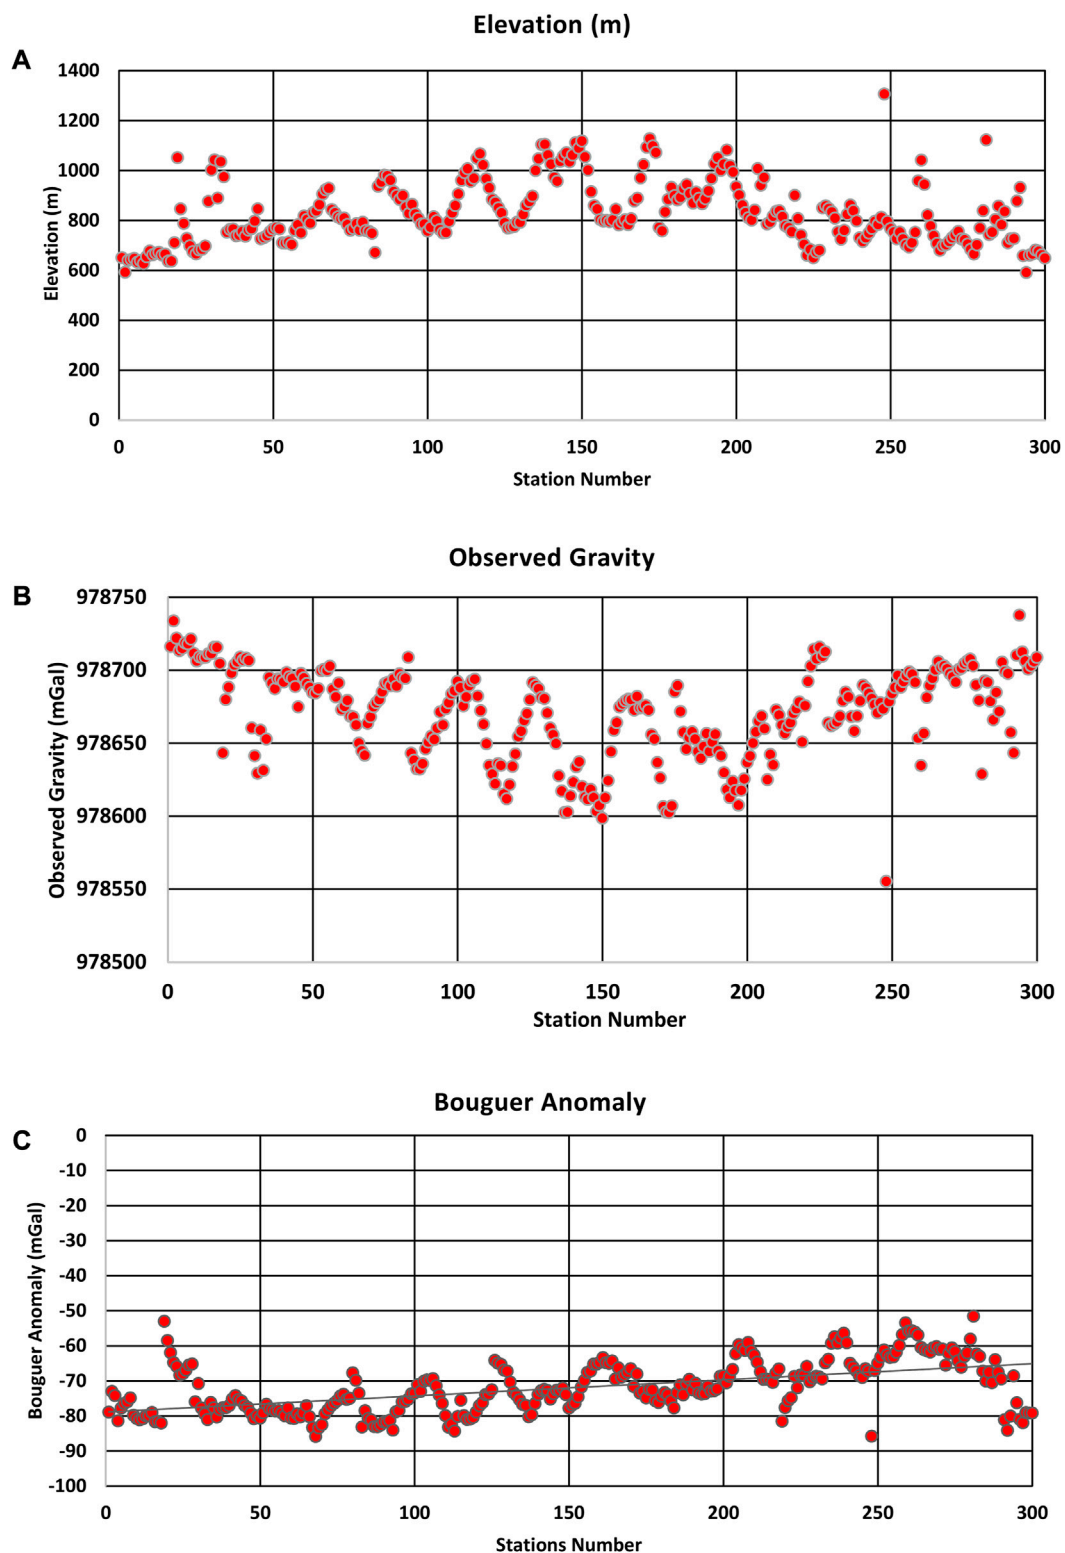 Elevation (m)
A
1400
1200
1000
800
600
400
200
0
Elevation (m)
0 50 100 150 200 250 300
Station Number
Observed Gravity
B
978750
978700
978650
978600
978550
978500
Observed Gravity (mGal)
0 50 100 150 200 250 300
Station Number
Bouguer Anomaly
C
0
-10
-20
-30
-40
-50
-60
-70
-80
-90
-100
Bouguer Anomaly (mGal)
0 50 100 150 200 250 300
Stations Number